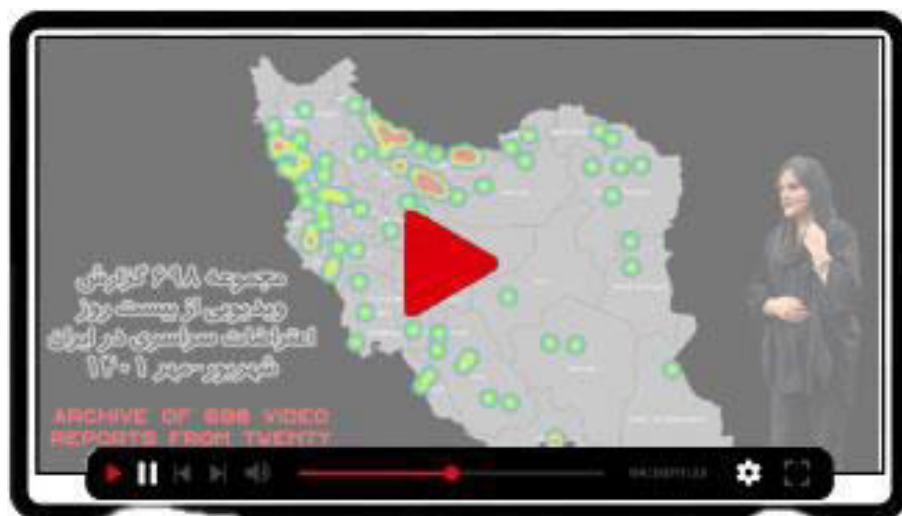 مجموعه ۶۹۸ گزارش
ویدیویی از بیست روز
اعتراضات سراسری در ایران
شهریور-مهر ۱۴۰۱
ARCHIVE OF 698 VIDEO
REPORTS FROM TWENTY